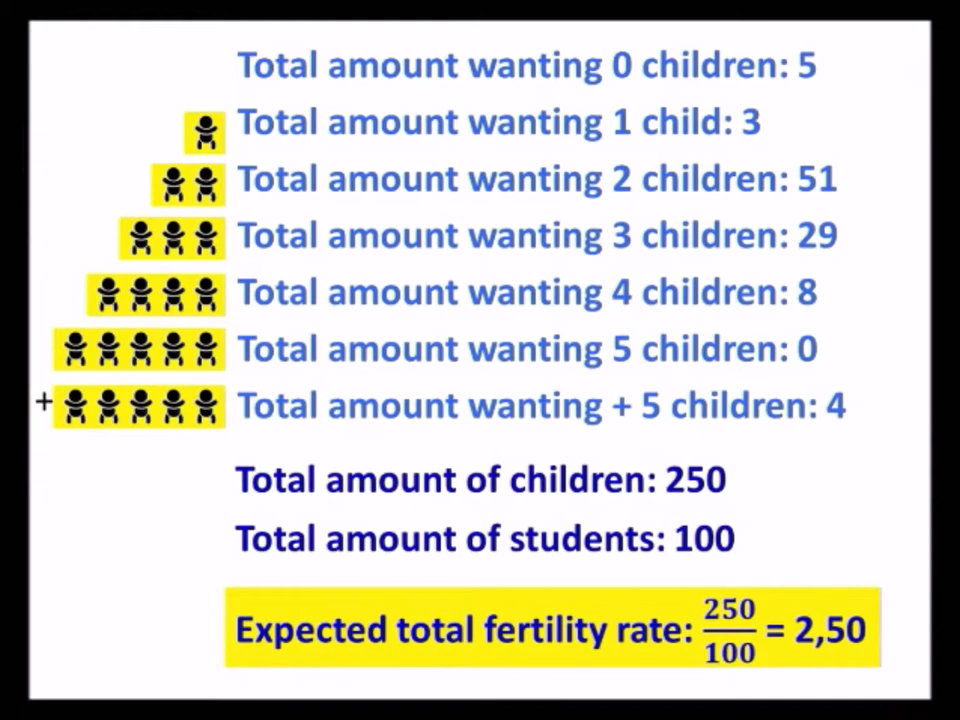 Total amount wanting 0 children: 5
Total amount wanting 1 child: 3
Total amount wanting 2 children: 51
Total amount wanting 3 children: 29
Total amount wanting 4 children: 8
Total amount wanting 5 children: 0
+ Total amount wanting + 5 children: 4
Total amount of children: 250
Total amount of students: 100
Expected total fertility rate: 250/100 = 2,50